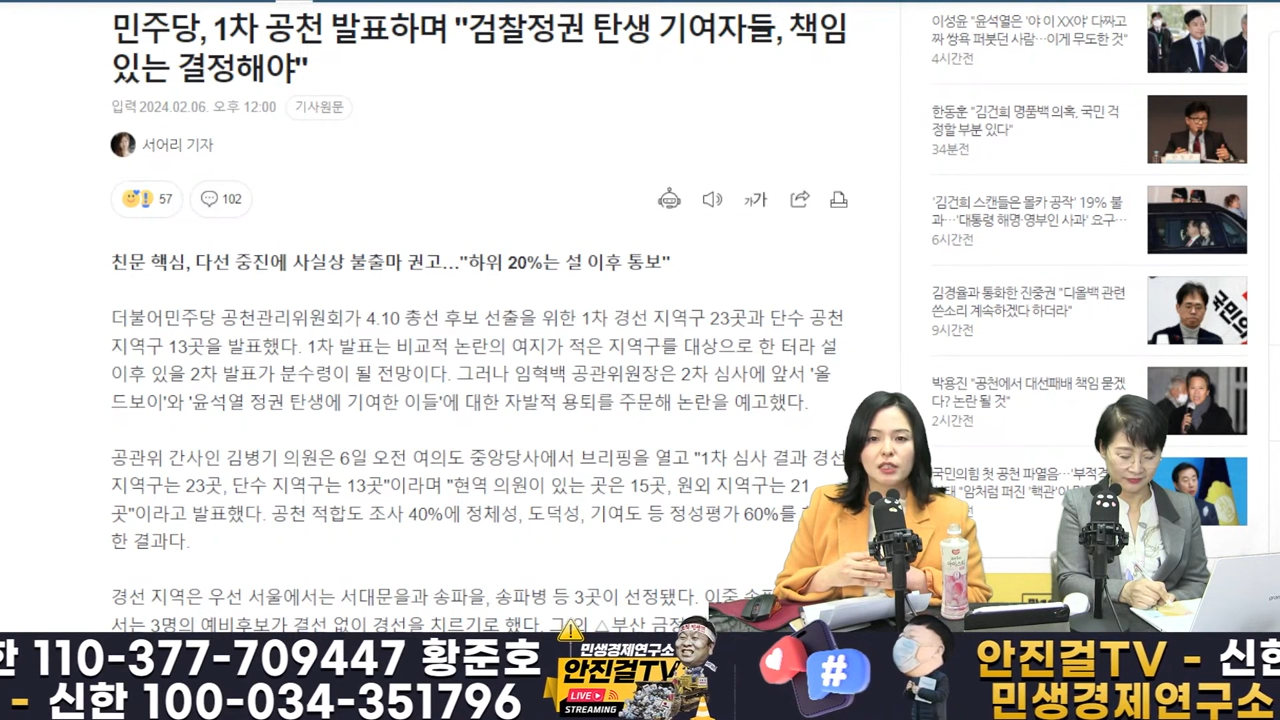 민주당, 1차 공천 발표하며 "검찰정권 탄생 기여자들, 책임
있는 결정해야"
입력 2024.02.06. 오후 12:00
기사원문
서어리 기자
57
102
가가
친문 핵심, 다선 중진에 사실상 불출마 권고…"하위 20%는 설 이후 통보"
더불어민주당 공천관리위원회가 4.10 총선 후보 선출을 위한 1차 경선 지역구 23곳과 단수 공천
지역구 13곳을 발표했다. 1차 발표는 비교적 논란의 여지가 적은 지역구를 대상으로 한 터라 설
이후 있을 2차 발표가 분수령이 될 전망이다. 그러나 임혁백 공관위원장은 2차 심사에 앞서 '올
드보이'와 '윤석열 정권 탄생에 기여한 이들'에 대한 자발적 용퇴를 주문해 논란을 예고했다.
공관위 간사인 김병기 의원은 6일 오전 여의도 중앙당사에서 브리핑을 열고 "1차 심사 결과 경선
지역구는 23곳, 단수 지역구는 13곳"이라며 "현역 의원이 있는 곳은 15곳, 원외 지역구는 21
곳"이라고 발표했다. 공천 적합도 조사 40%에 정체성, 도덕성, 기여도 등 정성평가 60%를
한 결과다.
경선 지역은 우선 서울에서는 서대문을과 송파을, 송파병 등 3곳이 선정됐다. 이중
서는 3명의 예비후보가 결선 없이 경선을 치르기로 했다. △부산 금정
이성윤 "윤석열은 '야 이 XX야' 다짜고
짜 쌍욕 퍼붓던 사람…이게 무도한 것"
4시간전
한동훈 "김건희 명품백 의혹, 국민 걱
정할 부분 있다"
34분전
'김건희 스캔들은 몰카 공작' 19% 불
과…'대통령 해명·영부인 사과' 요구…
6시간전
김경율과 통화한 진중권 "디올백 관련
쓴소리 계속하겠다 하더라"
9시간전
박용진 "공천에서 대선패배 책임 묻겠
다? 논란 될 것"
2시간전
국민의힘 첫 공천 파열음…'부적격
"암처럼 퍼진 '핵관'이
국민의
110-377-709447 황준호
- 신한 100-034-351796
민생경제연구소
안진걸TV
LIVE
STREAMING
#
안진걸TV - 신한
민생경제연구소